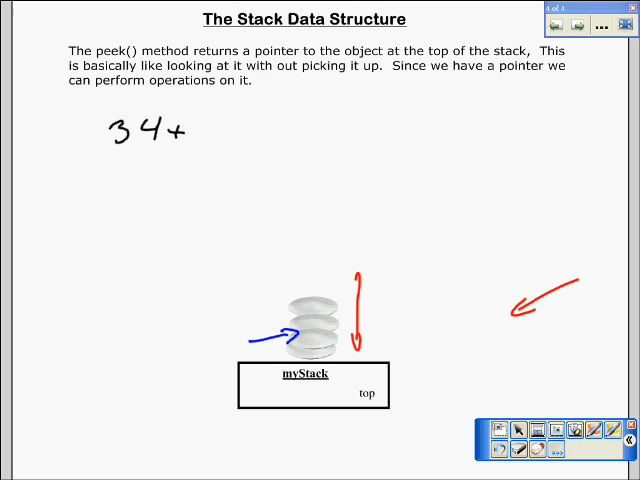 4 of 4
The Stack Data Structure
The peek() method returns a pointer to the object at the top of the stack, This
is basically like looking at it with out picking it up. Since we have a pointer we
can perform operations on it.
3 4 +
myStack
top